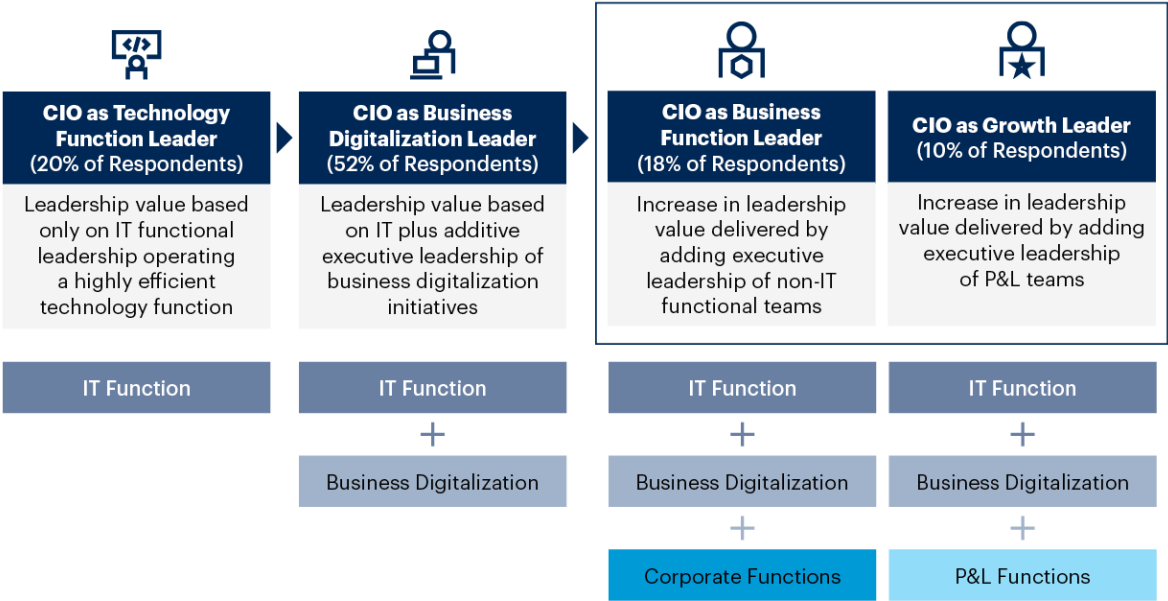 </>
CIO as Technology
Function Leader
(20% of Respondents)
Leadership value based
only on IT functional
leadership operating
a highly efficient
technology function
CIO as Business
Digitalization Leader
(52% of Respondents)
Leadership value based
on IT plus additive
executive leadership of
business digitalization
initiatives
CIO as Business
Function Leader
(18% of Respondents)
Increase in leadership
value delivered by
adding executive
leadership of non-IT
functional teams
CIO as Growth Leader
(10% of Respondents)
Increase in leadership
value delivered by adding
executive leadership
of P&L teams
IT Function
IT Function
+
Business Digitalization
IT Function
+
Business Digitalization
+
Corporate Functions
IT Function
+
Business Digitalization
+
P&L Functions